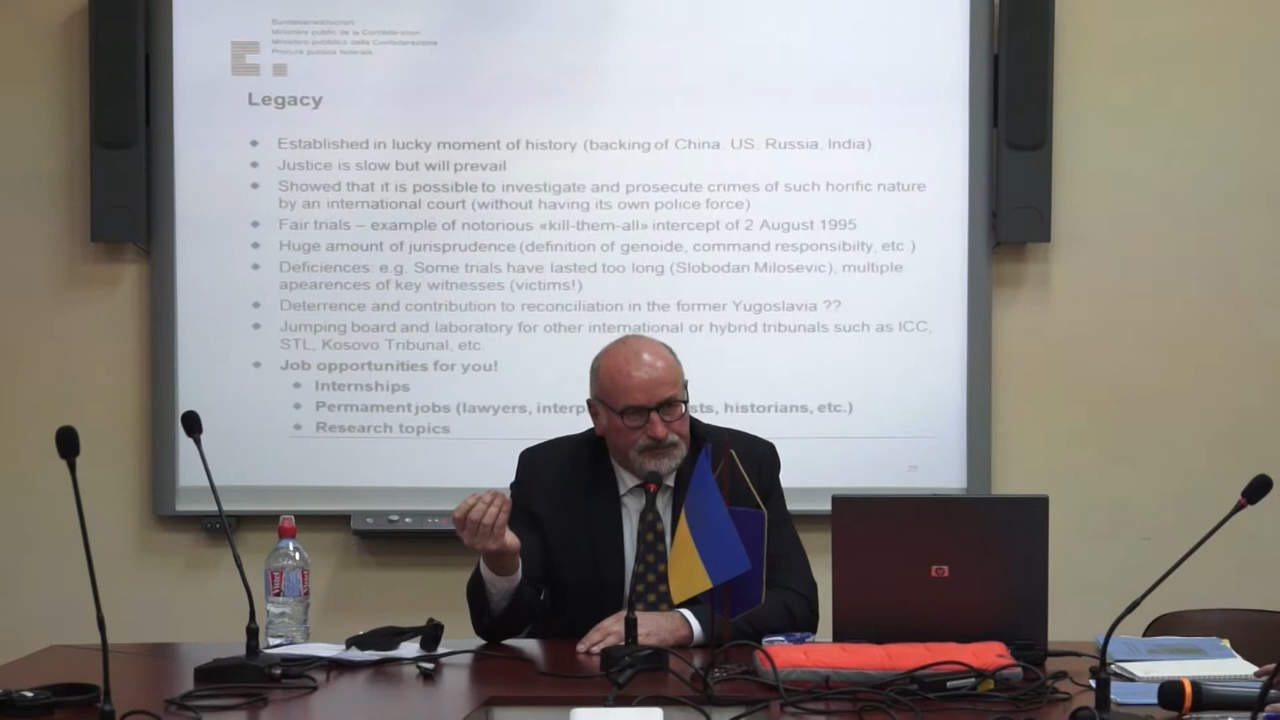 Bundesanwaltschaft
Ministère public de la Confédération
Ministero pubblico della Confederazione
Procura publica federala
Legacy
Established in lucky moment of history (backing of China. US. Russia, India)
Justice is slow but will prevail
Showed that it is possible to investigate and prosecute crimes of such horific nature
by an international court (without having its own police force)
Fair trials – example of notorious «kill-them-all» intercept of 2 August 1995
Huge amount of jurisprudence (definition of genoide, command responsibilty, etc.)
Deficiences: e.g. Some trials have lasted too long (Slobodan Milosevic), multiple
apearences of key witnesses (victims!)
Deterrence and contribution to reconciliation in the former Yugoslavia ??
Jumping board and laboratory for other international or hybrid tribunals such as ICC,
STL, Kosovo Tribunal, etc.
Job opportunities for you!
Internships
Permament jobs (lawyers, interp sts, historians, etc.)
Research topics
Vittel
hp